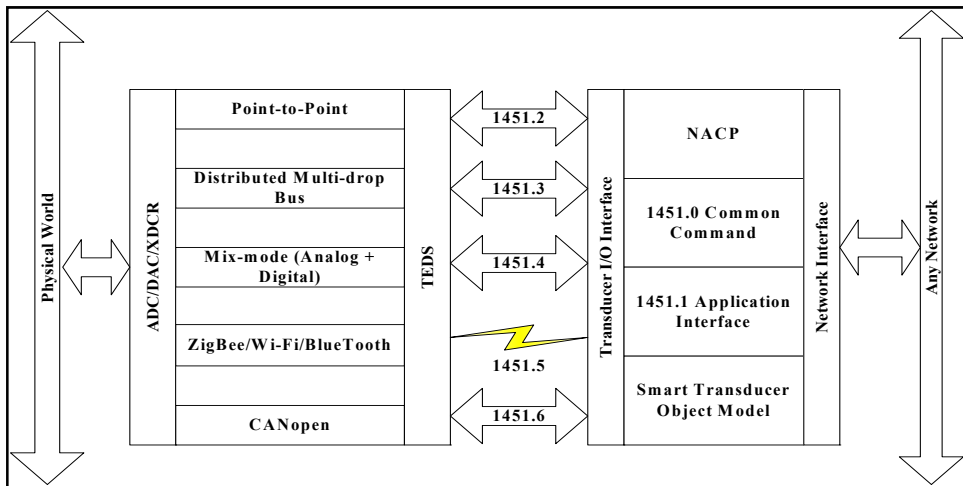 Physical World
ADC/DAC/XDCR
Point-to-Point
Distributed Multi-drop
Bus
Mix-mode (Analog +
Digital)
ZigBee/Wi-Fi/BlueTooth
CANopen
TEDS
1451.2
1451.3
1451.4
1451.5
1451.6
Transducer I/O Interface
NACP
1451.0 Common
Command
1451.1 Application
Interface
Smart Transducer
Object Model
Network Interface
Any Network